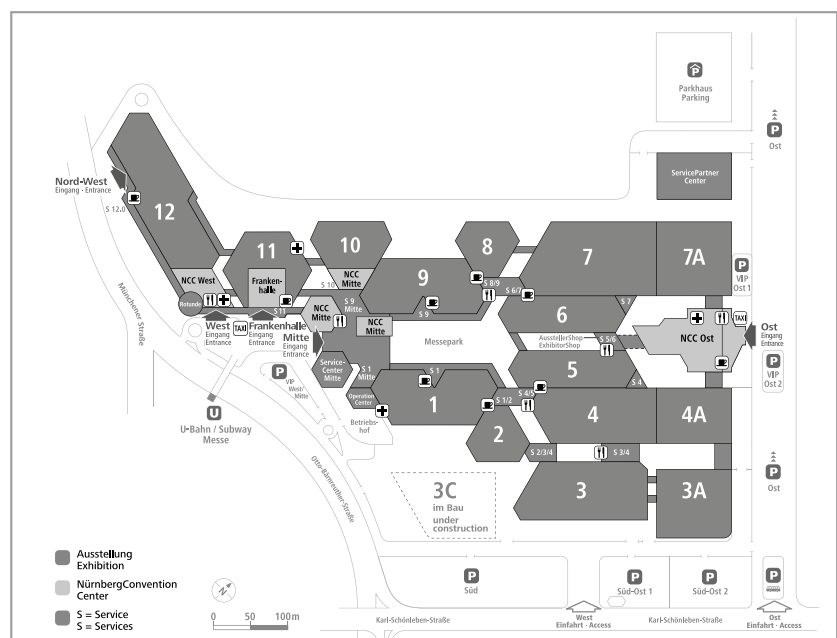 P
Parkhaus
Parking
P
Ost
ServicePartner
Center
Nord-West
Eingang · Entrance
S 12.0
12
11
10
8
7
7A
NCC West
Franken-
halle
NCC
Mitte
S 10
9
S 8/9
S 6/7
S 7
P
VIP
Ost 1
Rotunde
S 11
NCC
Mitte
S 9
Mitte
NCC
Mitte
S 9
6
TAXI
Münchener Straße
West
Eingang
Entrance
TAXI
Frankenhalle
Eingang
Entrance
Mitte
Eingang
Entrance
Messepark
AusstellerShop
ExhibitorShop
S 5/6
NCC Ost
Ost
Eingang
Entrance
Service-
Center
Mitte
S 1
Mitte
S 1
5
S 4
P
VIP
Ost 2
P
VIP
West/
Mitte
Operation
Center
1
S 1/2
S 4/5
4
4A
U
U-Bahn / Subway
Messe
Betriebs-
hof
2
S 2/3/4
S 3/4
Otto-Bärnreuther-Straße
3C
im Bau
under
construction
3
3A
P
Ost
Ausstellung
Exhibition
NürnbergConvention
Center
S = Service
S = Services
N
0 50 100 m
P
Süd
P
Süd-Ost 1
P
Süd-Ost 2
P
Karl-Schönleben-Straße
West
Einfahrt · Access
Karl-Schönleben-Straße
Ost
Einfahrt · Access